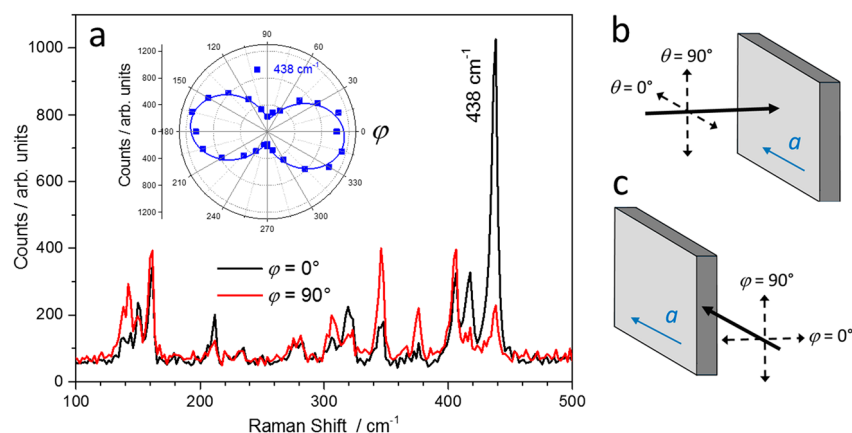 a
1000
800
600
400
200
0
100
200
300
400
500
Counts / arb. units
Raman Shift / cm⁻¹
438 cm⁻¹
φ = 0°
φ = 90°
1200
800
400
0
400
800
1200
Counts / arb. units
90
60
30
0
330
300
270
240
210
180
150
120
438 cm⁻¹
φ
b
θ = 90°
θ = 0°
a
c
φ = 90°
φ = 0°
a